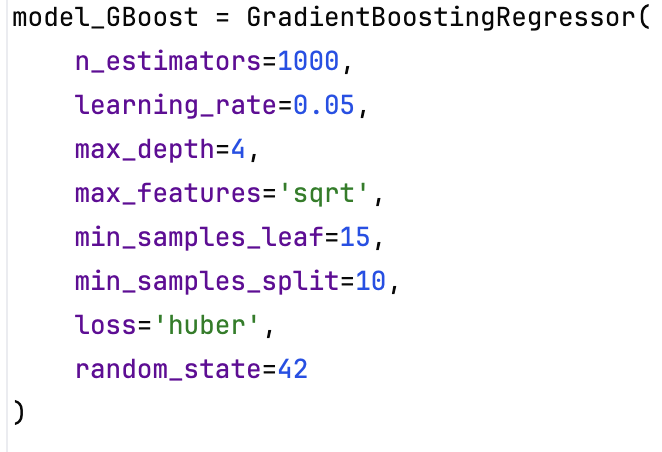 model_GBoost = GradientBoostingRegressor(
    n_estimators=1000,
    learning_rate=0.05,
    max_depth=4,
    max_features='sqrt',
    min_samples_leaf=15,
    min_samples_split=10,
    loss='huber',
    random_state=42
)